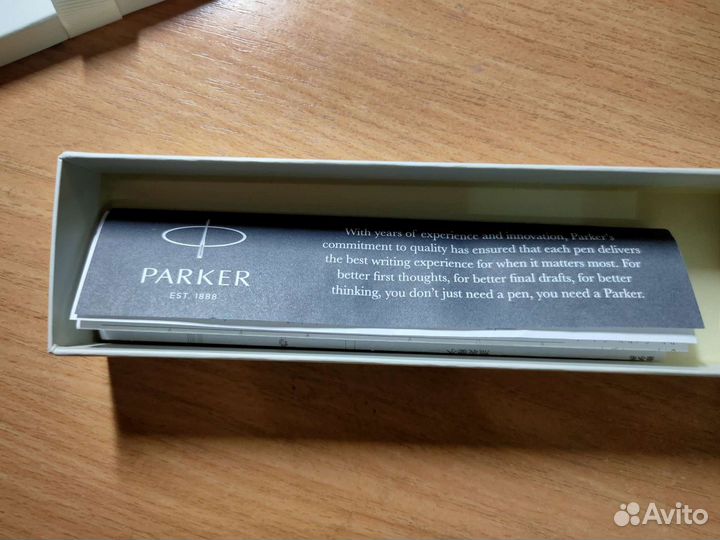 PARKER
EST. 1888
With years of experience and innovation, Parker's
commitment to quality has ensured that each pen delivers
the best writing experience for when it matters most. For
better first thoughts, for better final drafts, for better
thinking, you don't just need a pen, you need a Parker.
Avito